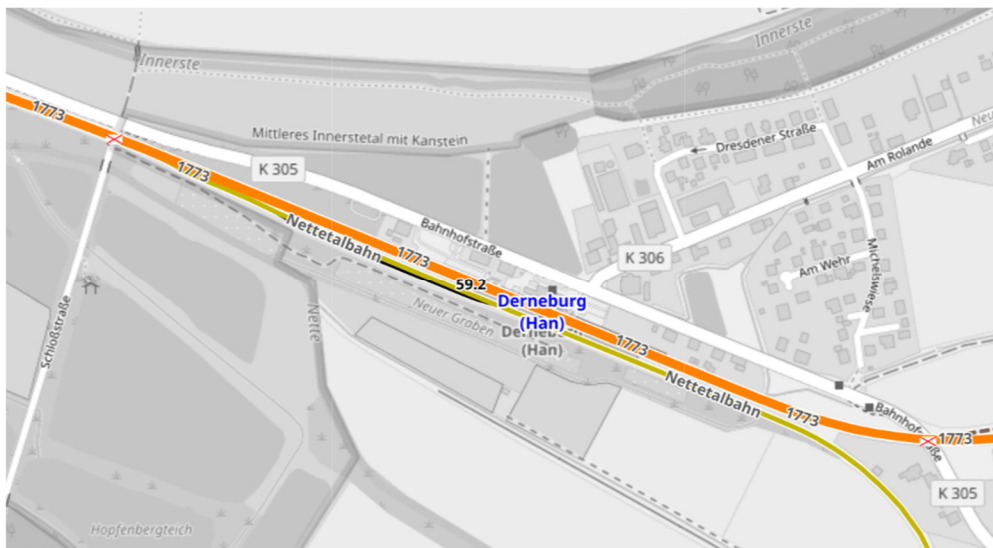 Innerste
Innerste
1773
Mittleres Innerstetal mit Kanstein
Dresdener Straße
Am Rolande
K 305
1773
Nettetalbahn
1773
Bahnhofstraße
K 306
Am Wehr
Michelswiese
59.2
Derneburg
(Han)
(Han)
Neuer Graben
Nette
Schloßstraße
1773
Nettetalbahn
1773
Bahnhofstraße
1773
K 305
Hopfenbergteich